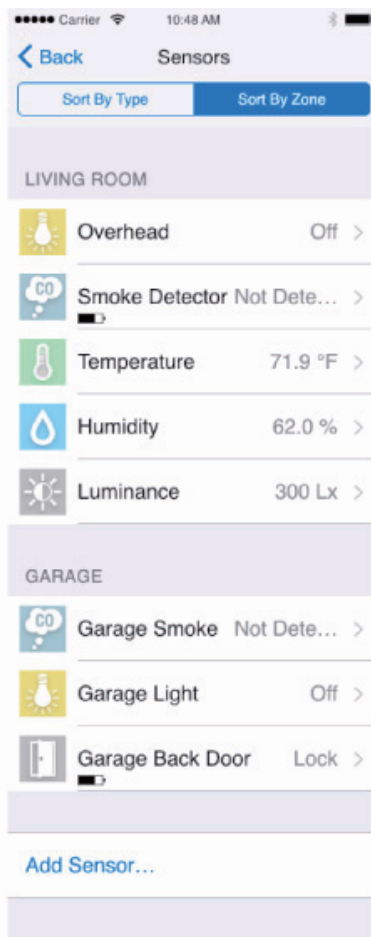 Carrier 10:48 AM
Back Sensors
Sort By Type Sort By Zone
LIVING ROOM
Overhead Off
CO
Smoke Detector Not Dete...
Temperature 71.9 °F
Humidity 62.0 %
Luminance 300 Lx
GARAGE
CO
Garage Smoke Not Dete...
Garage Light Off
Garage Back Door Lock
Add Sensor...